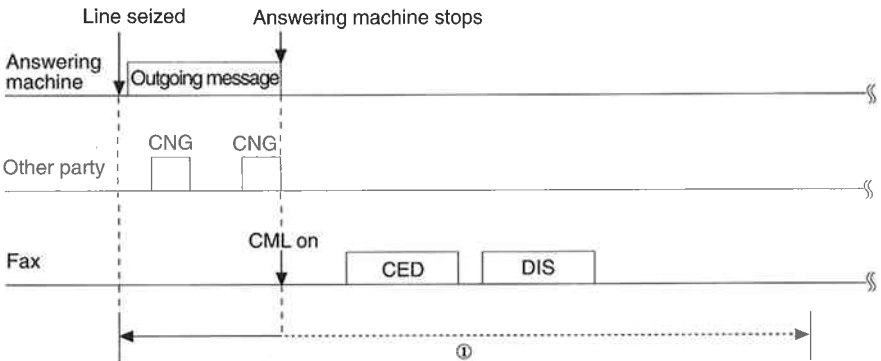 Line seized
Answering machine stops
Answering
machine
Outgoing message
CNG
CNG
Other party
CML on
Fax
CED
DIS
①